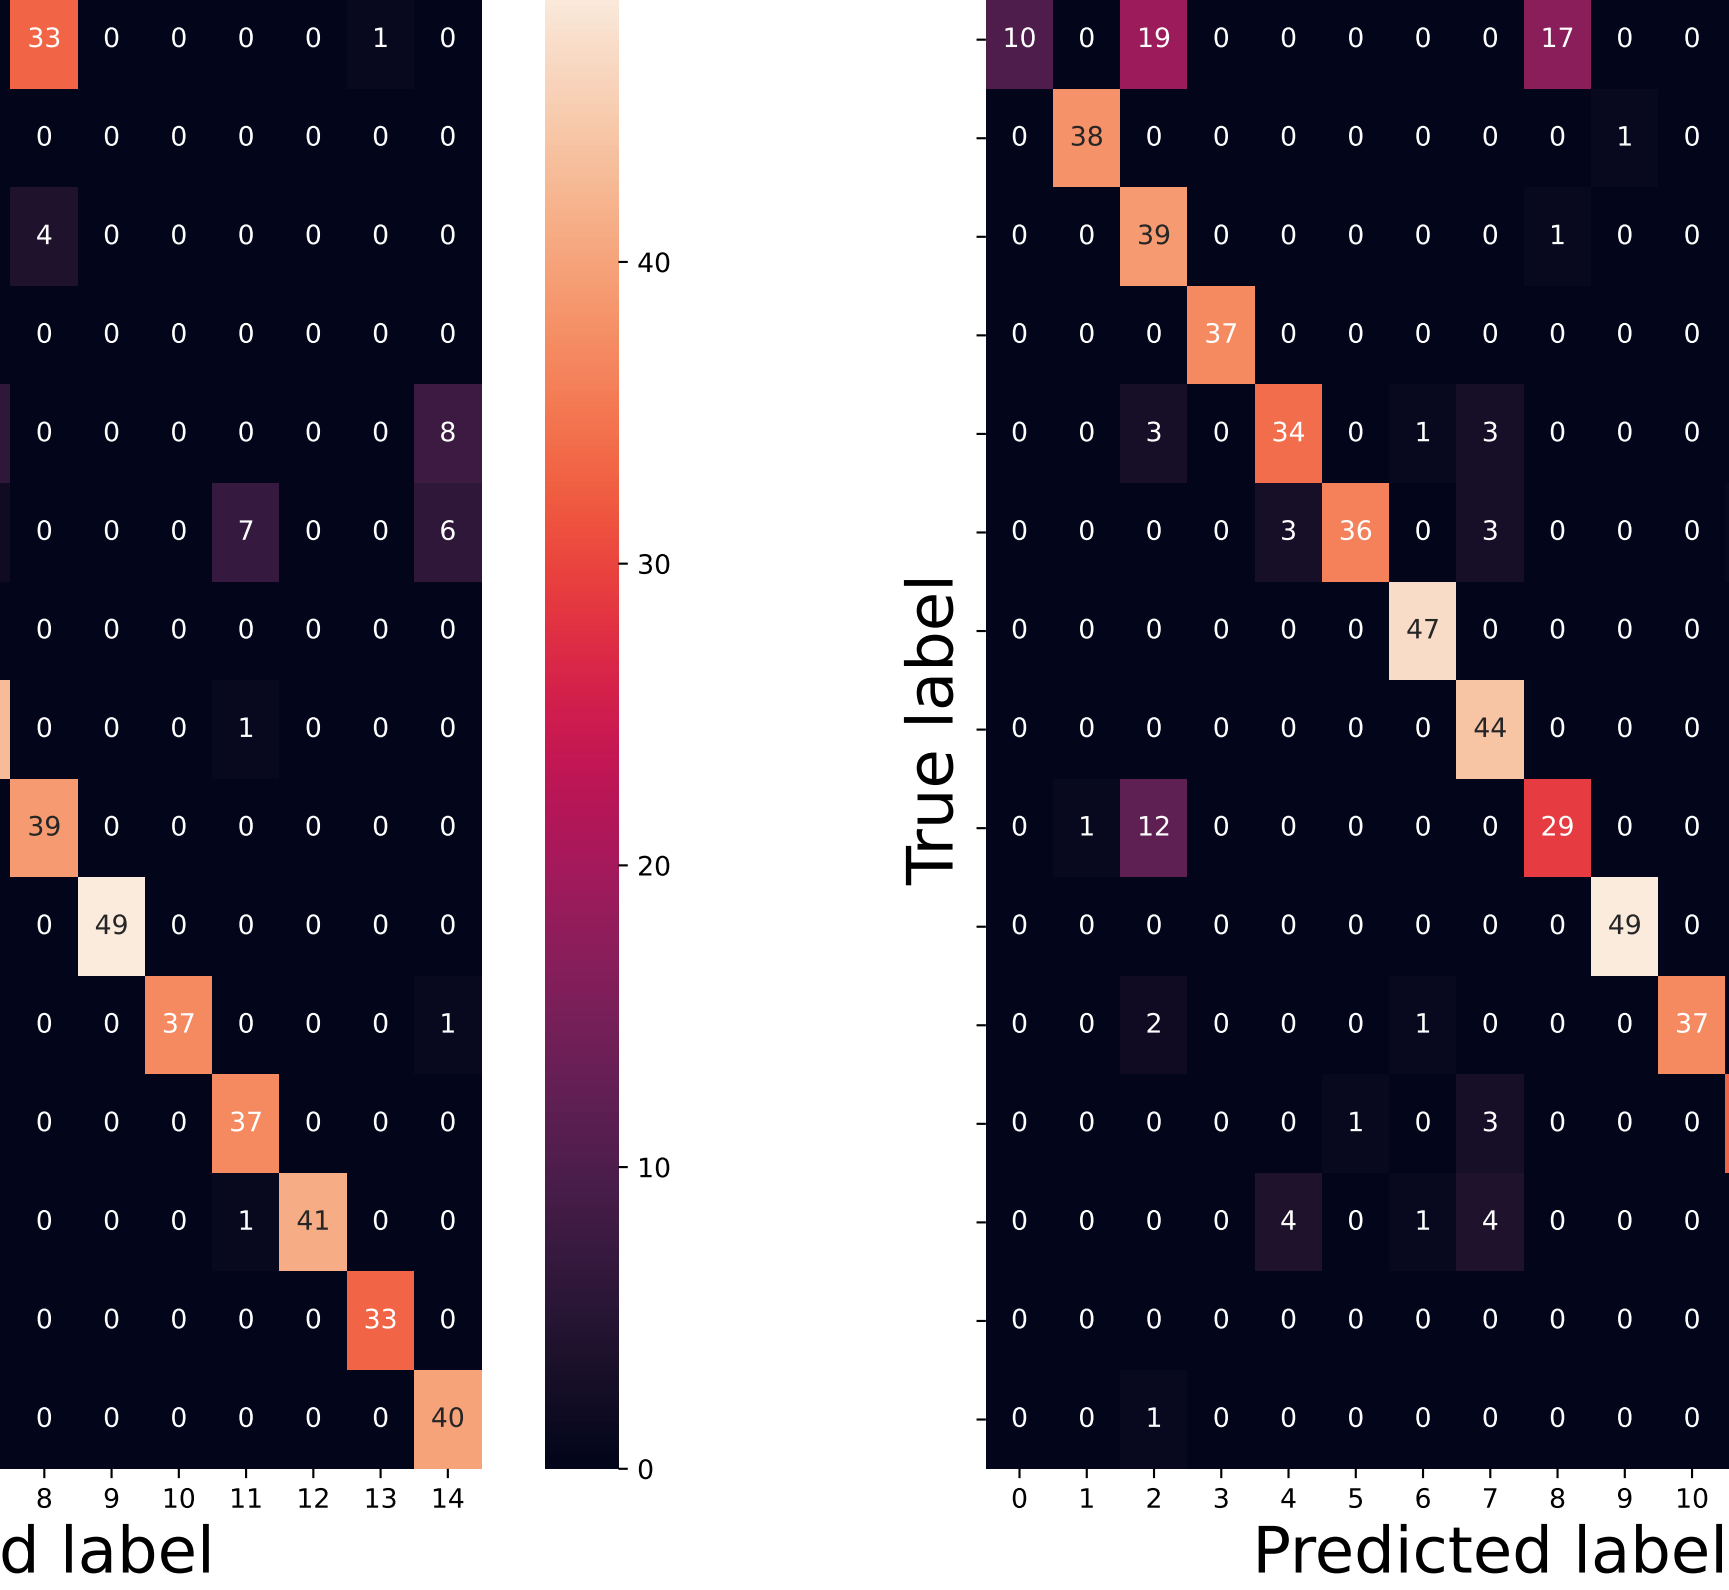 33 0 0 0 0 1 0
0 0 0 0 0 0 0
4 0 0 0 0 0 0
0 0 0 0 0 0 0
0 0 0 0 0 0 8
0 0 0 7 0 0 6
0 0 0 0 0 0 0
0 0 0 1 0 0 0
39 0 0 0 0 0 0
0 49 0 0 0 0 0
0 0 37 0 0 0 1
0 0 0 37 0 0 0
0 0 0 1 41 0 0
0 0 0 0 0 33 0
0 0 0 0 0 0 40
8 9 10 11 12 13 14
d label
40
30
20
10
0
True label
10 0 19 0 0 0 0 0 17 0 0
0 38 0 0 0 0 0 0 0 1 0
0 0 39 0 0 0 0 0 1 0 0
0 0 0 37 0 0 0 0 0 0 0
0 0 3 0 34 0 1 3 0 0 0
0 0 0 0 3 36 0 3 0 0 0
0 0 0 0 0 0 47 0 0 0 0
0 0 0 0 0 0 0 44 0 0 0
0 1 12 0 0 0 0 0 29 0 0
0 0 0 0 0 0 0 0 0 49 0
0 0 2 0 0 0 1 0 0 0 37
0 0 0 0 0 1 0 3 0 0 0
0 0 0 0 4 0 1 4 0 0 0
0 0 0 0 0 0 0 0 0 0 0
0 0 1 0 0 0 0 0 0 0 0
0 1 2 3 4 5 6 7 8 9 10
Predicted label